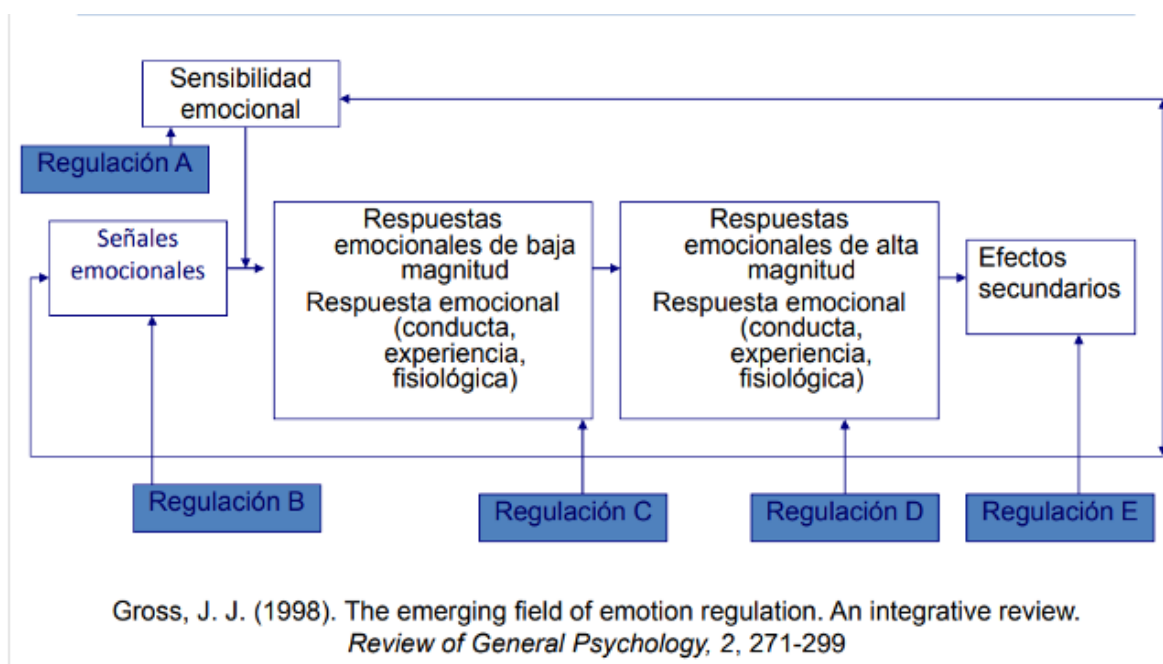 Sensibilidad
emocional
Regulación A
Señales
emocionales
Respuestas
emocionales de baja
magnitud
Respuesta emocional
(conducta,
experiencia,
fisiológica)
Respuestas
emocionales de alta
magnitud
Respuesta emocional
(conducta,
experiencia,
fisiológica)
Efectos
secundarios
Regulación B
Regulación C
Regulación D
Regulación E
Gross, J. J. (1998). The emerging field of emotion regulation. An integrative review.
Review of General Psychology, 2, 271-299